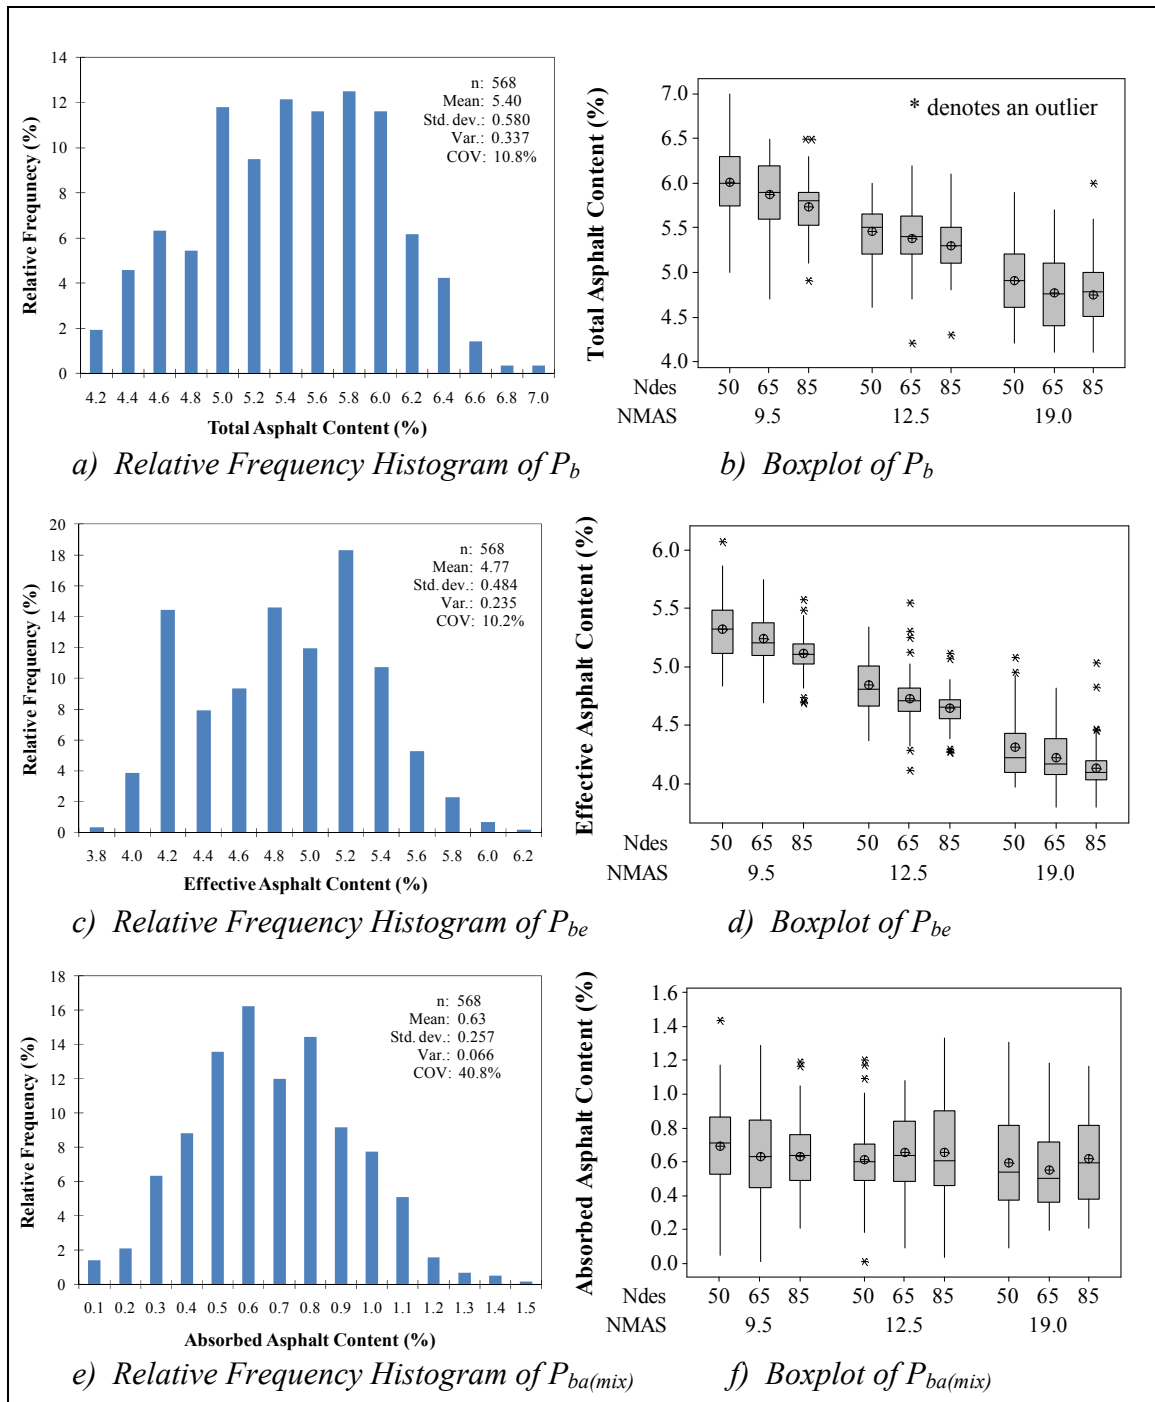 14
12
10
8
6
4
2
0
Relative Frequnecy (%)
n: 568
Mean: 5.40
Std. dev.: 0.580
Var.: 0.337
COV: 10.8%
4.2 4.4 4.6 4.8 5.0 5.2 5.4 5.6 5.8 6.0 6.2 6.4 6.6 6.8 7.0
Total Asphalt Content (%)
a) Relative Frequency Histogram of Pb
7.0
6.5
6.0
5.5
5.0
4.5
4.0
Total Asphalt Content (%)
* denotes an outlier
Ndes 50 65 85 50 65 85 50 65 85
NMAS 9.5 12.5 19.0
b) Boxplot of Pb
20
18
16
14
12
10
8
6
4
2
0
Relative Frequency (%)
n: 568
Mean: 4.77
Std. dev.: 0.484
Var.: 0.235
COV: 10.2%
3.8 4.0 4.2 4.4 4.6 4.8 5.0 5.2 5.4 5.6 5.8 6.0 6.2
Effective Asphalt Content (%)
c) Relative Frequency Histogram of Pbe
6.0
5.5
5.0
4.5
4.0
Effective Asphalt Content (%)
Ndes 50 65 85 50 65 85 50 65 85
NMAS 9.5 12.5 19.0
d) Boxplot of Pbe
18
16
14
12
10
8
6
4
2
0
Relative Frequency (%)
n: 568
Mean: 0.63
Std. dev.: 0.257
Var.: 0.066
COV: 40.8%
0.1 0.2 0.3 0.4 0.5 0.6 0.7 0.8 0.9 1.0 1.1 1.2 1.3 1.4 1.5
Absorbed Asphalt Content (%)
e) Relative Frequency Histogram of Pba(mix)
1.6
1.4
1.2
1.0
0.8
0.6
0.4
0.2
0.0
Absorbed Asphalt Content (%)
Ndes 50 65 85 50 65 85 50 65 85
NMAS 9.5 12.5 19.0
f) Boxplot of Pba(mix)